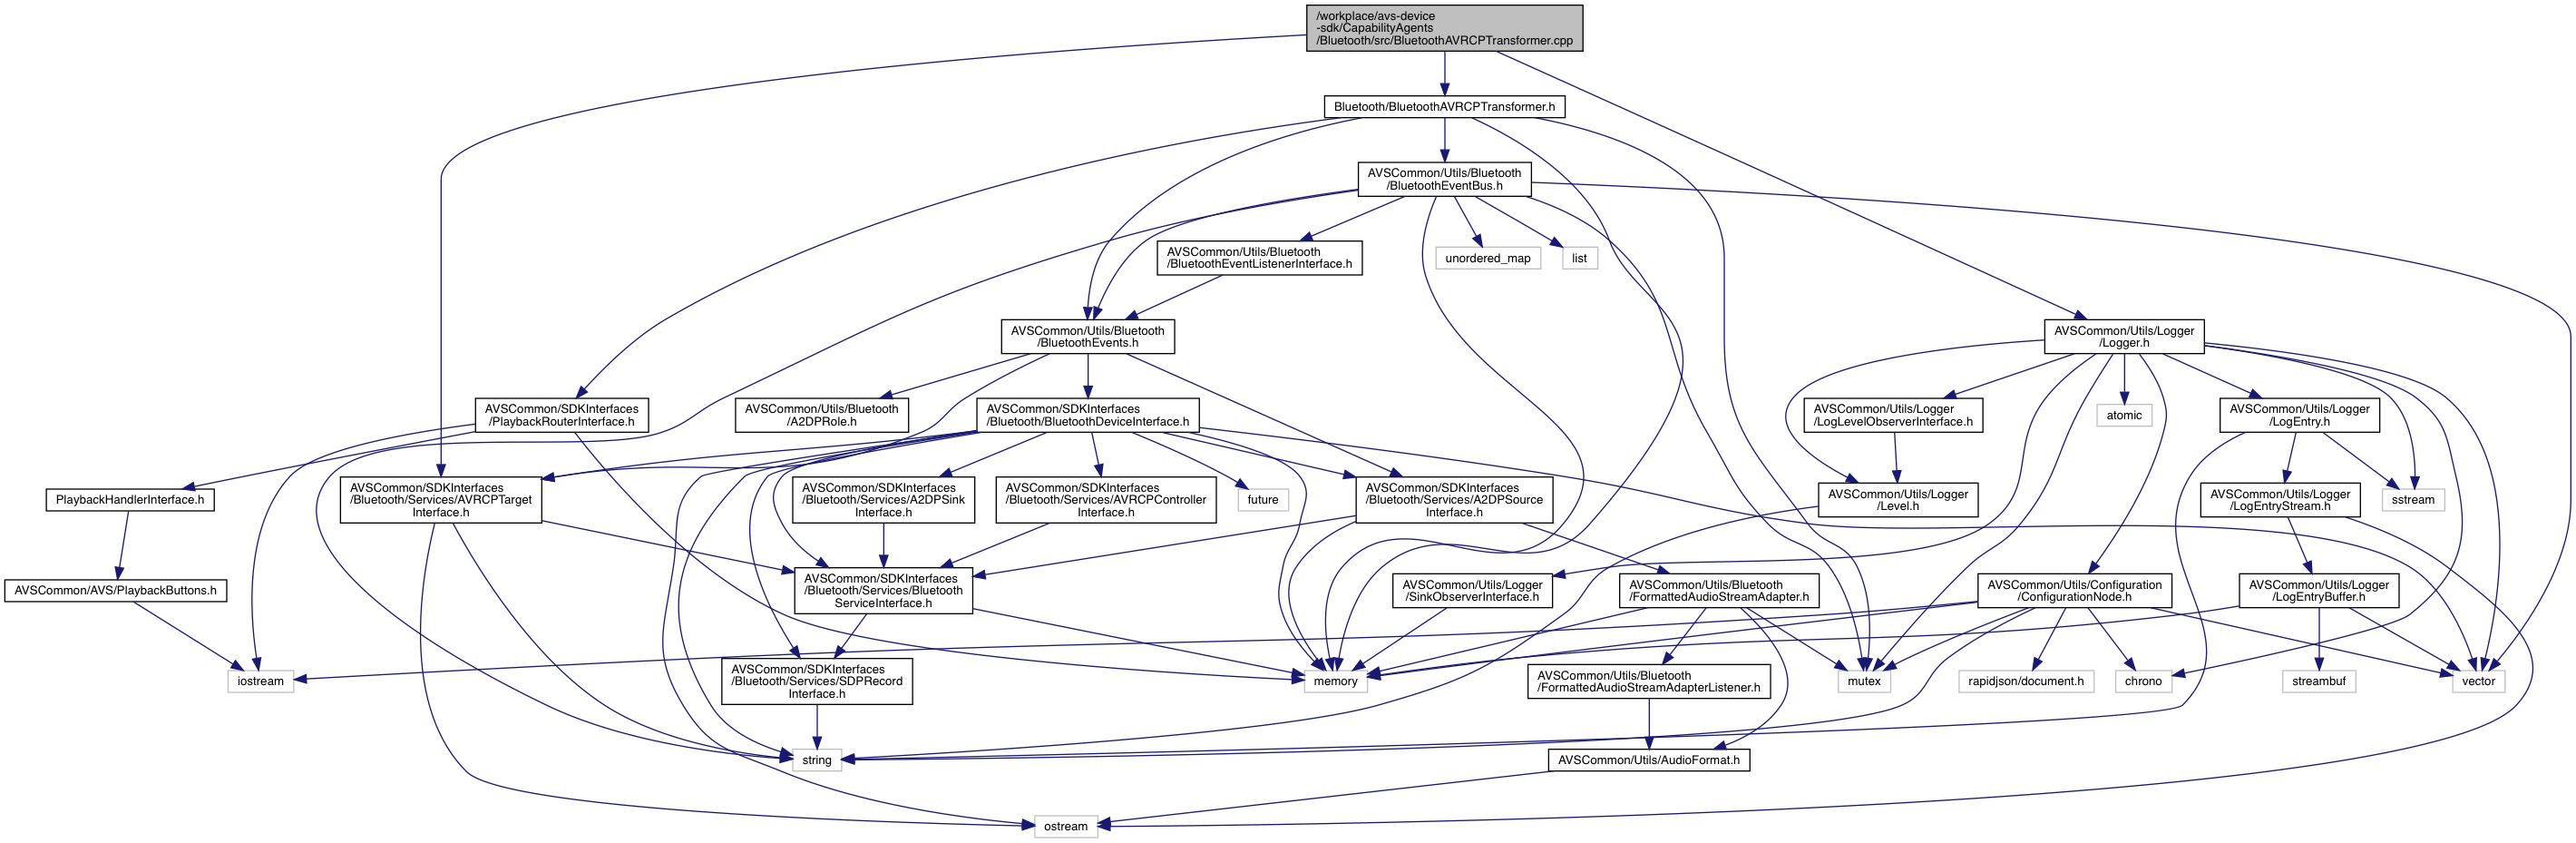 /workplace/avs-device
-sdk/CapabilityAgents
/Bluetooth/src/BluetoothAVRCPTransformer.cpp
Bluetooth/BluetoothAVRCPTransformer.h
AVSCommon/Utils/Bluetooth
/BluetoothEventBus.h
AVSCommon/Utils/Bluetooth
/BluetoothEventListenerInterface.h
unordered_map
list
AVSCommon/Utils/Bluetooth
/BluetoothEvents.h
AVSCommon/Utils/Logger
/Logger.h
AVSCommon/SDKInterfaces
/PlaybackRouterInterface.h
AVSCommon/Utils/Bluetooth
/A2DPRole.h
AVSCommon/SDKInterfaces
/Bluetooth/BluetoothDeviceInterface.h
AVSCommon/Utils/Logger
/LogLevelObserverInterface.h
atomic
AVSCommon/Utils/Logger
/LogEntry.h
PlaybackHandlerInterface.h
AVSCommon/SDKInterfaces
/Bluetooth/Services/AVRCPTarget
Interface.h
AVSCommon/SDKInterfaces
/Bluetooth/Services/A2DPSink
Interface.h
AVSCommon/SDKInterfaces
/Bluetooth/Services/AVRCPController
Interface.h
future
AVSCommon/SDKInterfaces
/Bluetooth/Services/A2DPSource
Interface.h
AVSCommon/Utils/Logger
/Level.h
AVSCommon/Utils/Logger
/LogEntryStream.h
sstream
AVSCommon/AVS/PlaybackButtons.h
AVSCommon/SDKInterfaces
/Bluetooth/Services/Bluetooth
ServiceInterface.h
AVSCommon/Utils/Logger
/SinkObserverInterface.h
AVSCommon/Utils/Bluetooth
/FormattedAudioStreamAdapter.h
AVSCommon/Utils/Configuration
/ConfigurationNode.h
AVSCommon/Utils/Logger
/LogEntryBuffer.h
iostream
AVSCommon/SDKInterfaces
/Bluetooth/Services/SDPRecord
Interface.h
memory
AVSCommon/Utils/Bluetooth
/FormattedAudioStreamAdapterListener.h
mutex
rapidjson/document.h
chrono
streambuf
vector
string
AVSCommon/Utils/AudioFormat.h
ostream